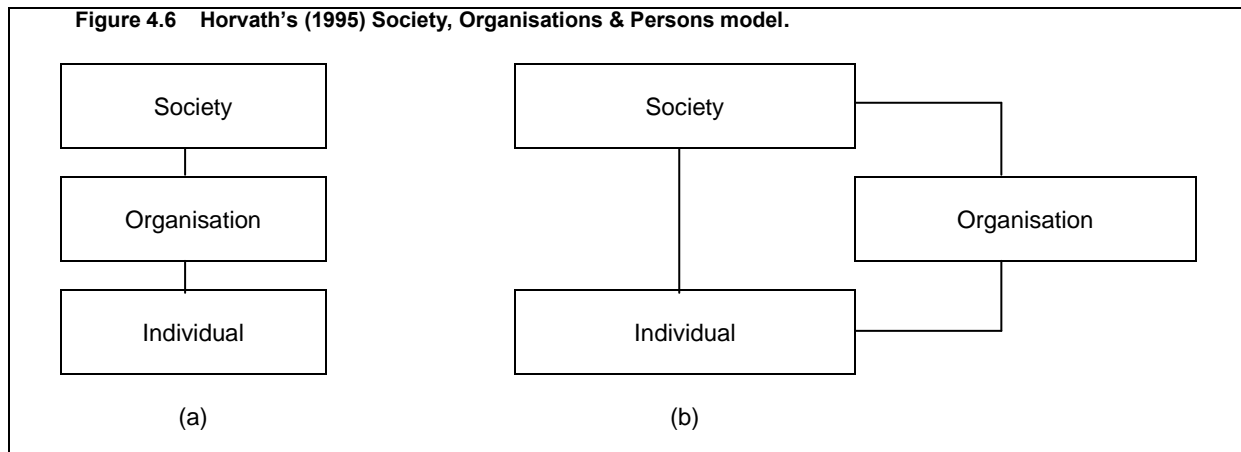 Figure 4.6 Horvath’s (1995) Society, Organisations & Persons model.
Society
Organisation
Individual
(a)
Society
Organisation
Individual
(b)